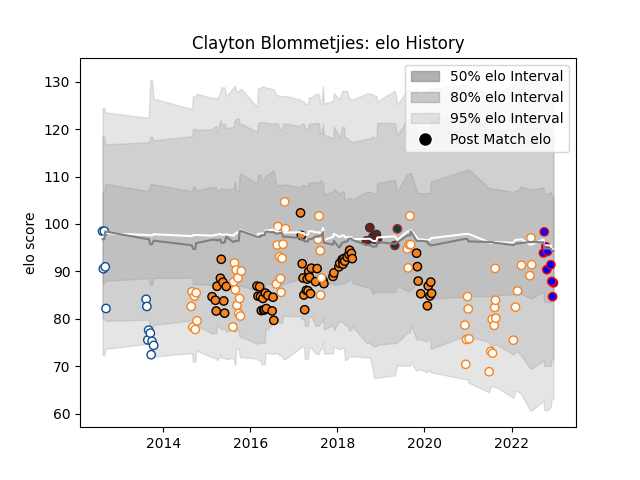 Clayton Blommetjies: elo History
50% elo Interval
80% elo Interval
95% elo Interval
Post Match elo
elo score
130
120
110
100
90
80
70
60
2014
2016
2018
2020
2022